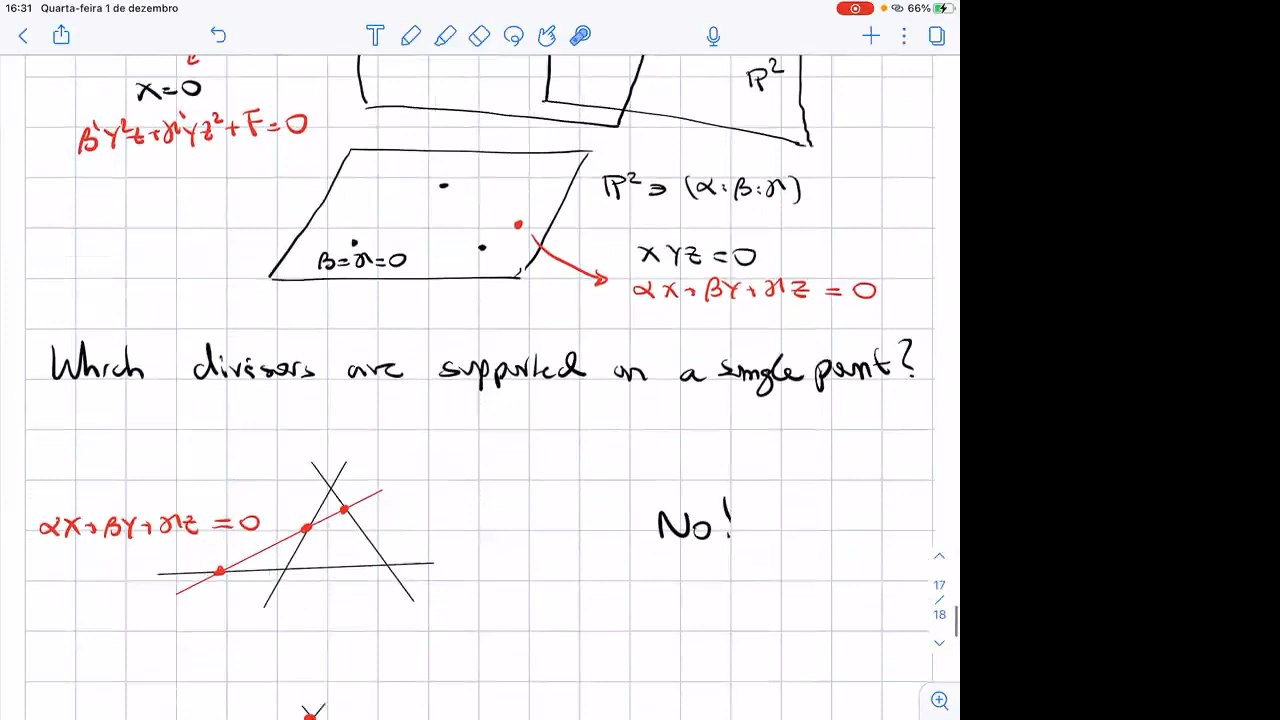 16:31 Quarta-feira 1 de dezembro
66%
x=0
ℙ²
β'Y²Z+γ'YZ²+F=0
ℙ² ∋ (α:β:γ)
β=γ=0
XYZ=0
αX+βY+γZ=0
Which divisors are supported on a single point?
αX+βY+γZ=0
No!
17
/
18